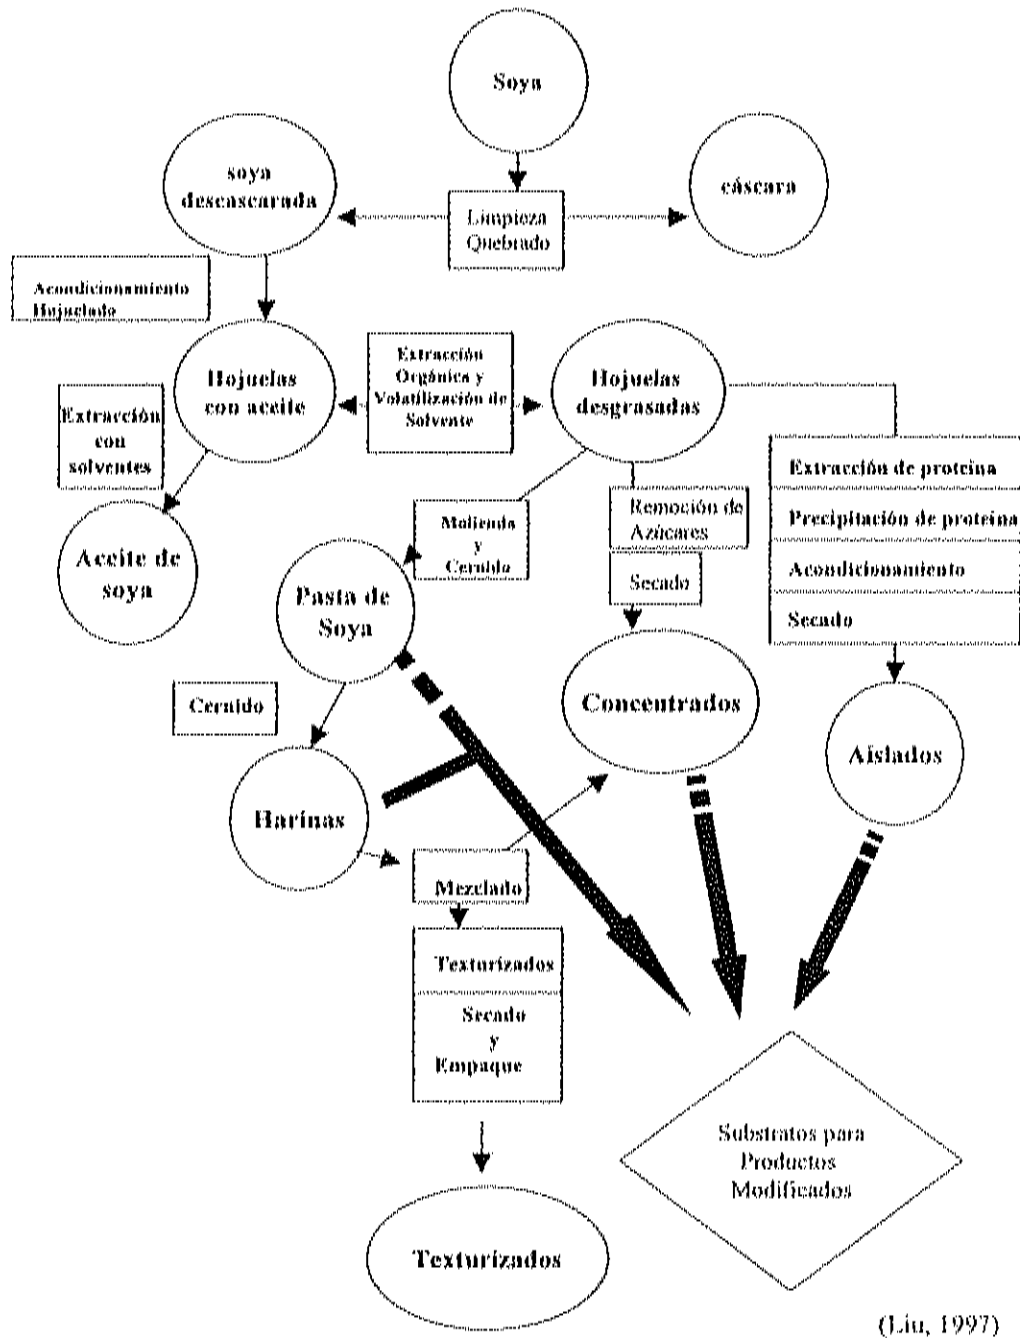 Soya
soya
descascarada
cáscara
Limpieza
Quebrado
Acondicionamiento
Hojuelado
Hojuelas
con aceite
Extracción
Orgánica y
Volatilización de
Solvente
Hojuelas
desgrasadas
Extracción
con
solventes
Aceite de
soya
Molienda
y
Cernido
Remoción de
Azúcares
Secado
Extracción de proteina
Precipitación de proteina
Acondicionamiento
Secado
Pasta de
Soya
Cernido
Concentrados
Aislados
Harinas
Mezclado
Texturizados
Secado
y
Empaque
Substratos para
Productos
Modificados
Texturizados
(Liu, 1997)